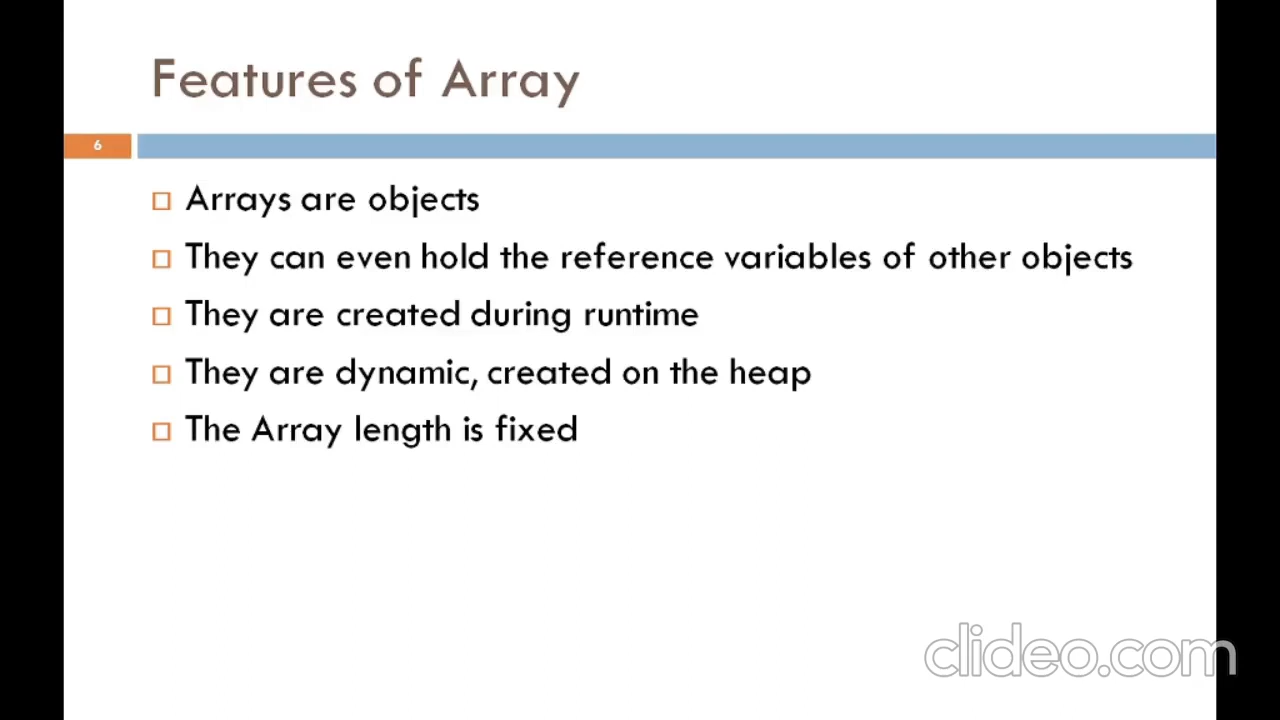 Features of Array
6
Arrays are objects
They can even hold the reference variables of other objects
They are created during runtime
They are dynamic, created on the heap
The Array length is fixed
clideo.com